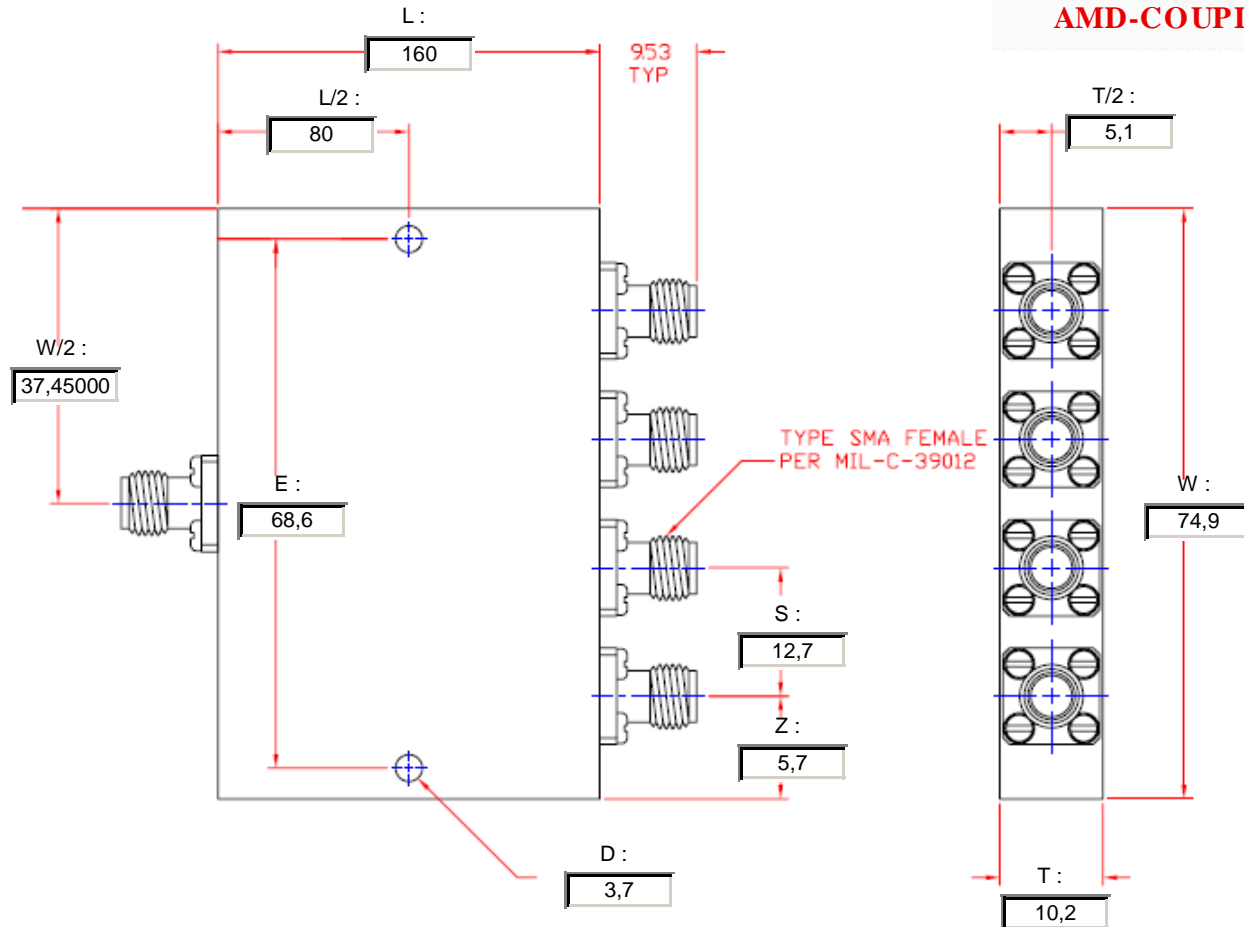 AMD-COUPL
L :
160
9.53
TYP
L/2 :
80
T/2 :
5,1
W/2 :
37,45000
TYPE SMA FEMALE
PER MIL-C-39012
E :
68,6
W :
74,9
S :
12,7
Z :
5,7
D :
3,7
T :
10,2